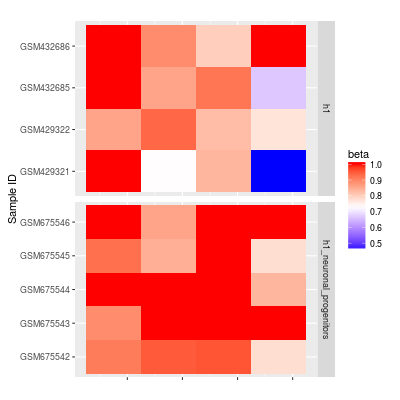 GSM432686
GSM432685
GSM429322
GSM429321
h1
GSM675546
GSM675545
GSM675544
GSM675543
GSM675542
h1_neuronal_progenitors
Sample ID
beta
1.0
0.9
0.8
0.7
0.6
0.5